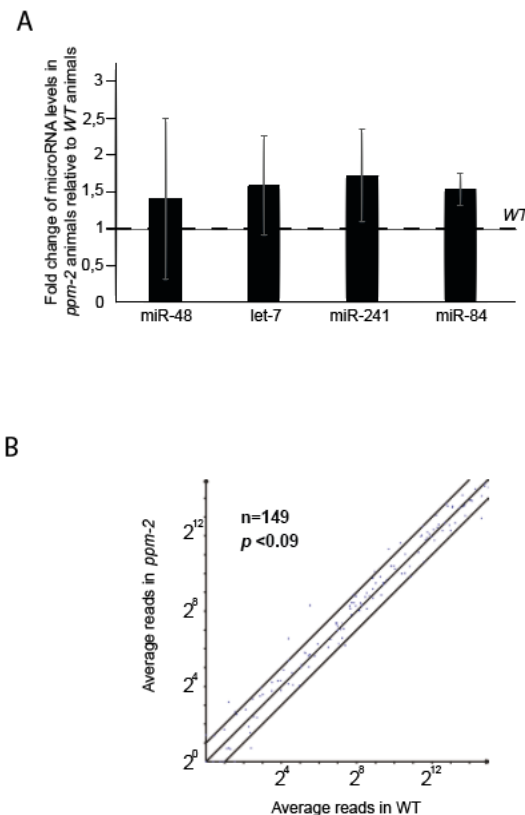 A
Fold change of microRNA levels in
ppm-2 animals relative to WT animals
3
2,5
2
1,5
1
0,5
0
WT
miR-48 let-7 miR-241 miR-84
B
Average reads in ppm-2
n=149
p <0.09
2^12
2^8
2^4
2^0
2^4 2^8 2^12
Average reads in WT